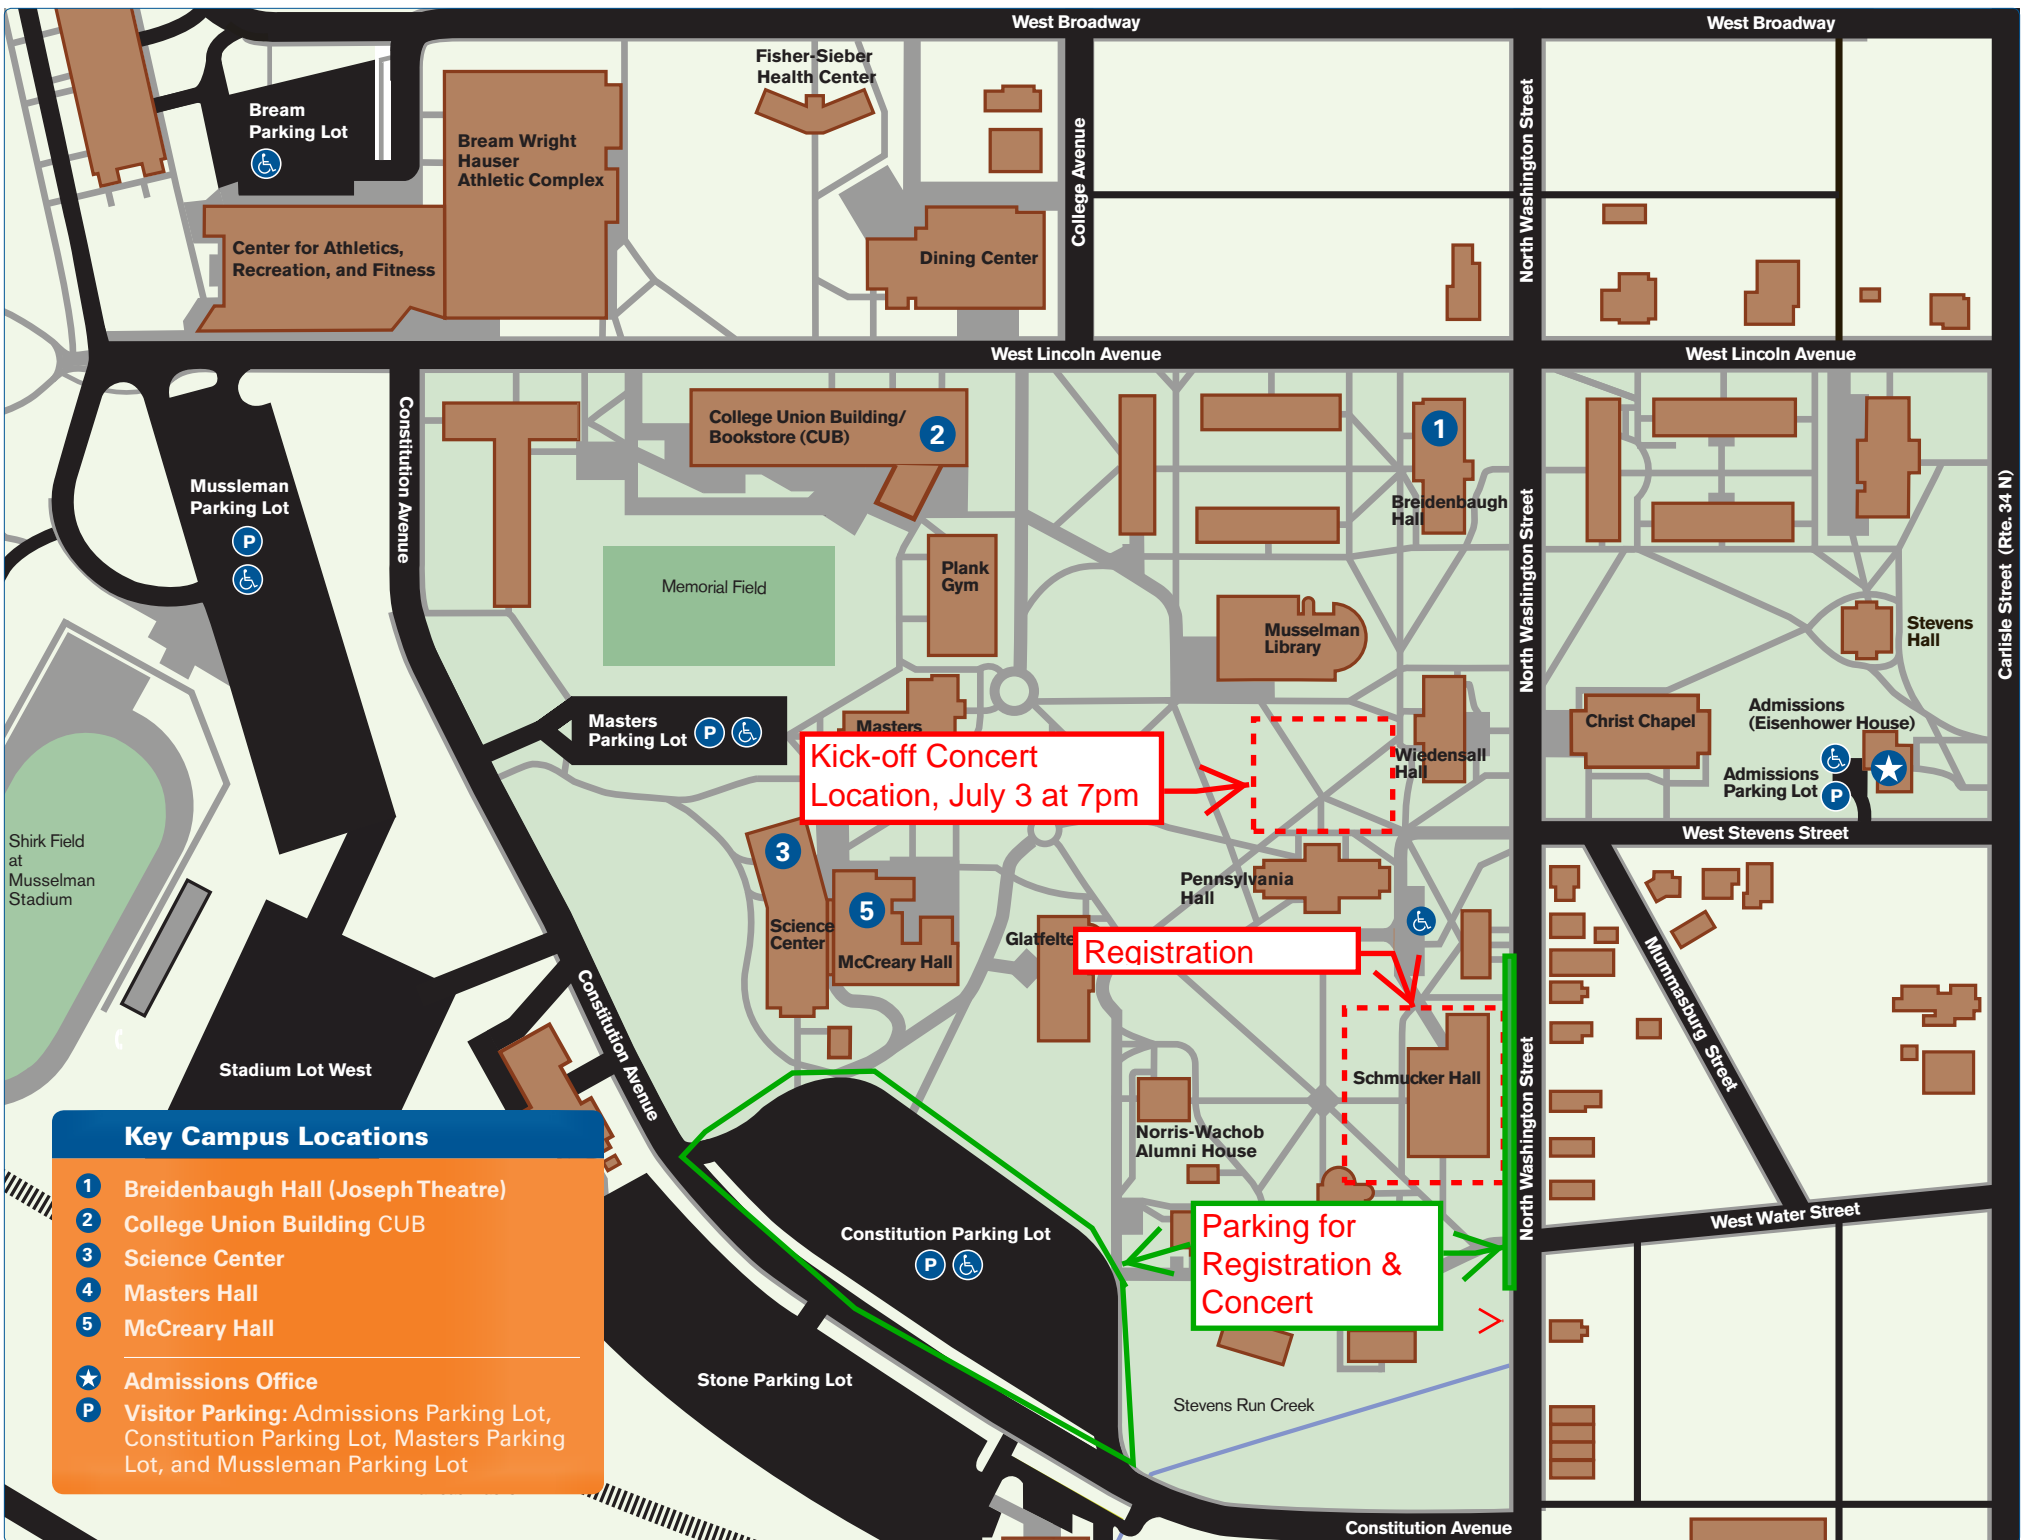 West Broadway
West Broadway
Fisher-Sieber
Health Center
Bream
Parking Lot
Bream Wright
Hauser
Athletic Complex
College Avenue
North Washington Street
Center for Athletics,
Recreation, and Fitness
Dining Center
West Lincoln Avenue
West Lincoln Avenue
Constitution Avenue
College Union Building/
Bookstore (CUB)
2
1
Breidenbaugh
Hall
Mussleman
Parking Lot
P
North Washington Street
Carlisle Street (Rte. 34 N)
Memorial Field
Plank
Gym
Musselman
Library
Stevens
Hall
Masters
Parking Lot
P
Masters
Christ Chapel
Admissions
(Eisenhower House)
Admissions
Parking Lot
P
Wiedensall
Hall
Kick-off Concert
Location, July 3 at 7pm
West Stevens Street
Shirk Field
at
Musselman
Stadium
3
5
Science
Center
McCreary Hall
Pennsylvania
Hall
Glatfelte
Registration
Mummasburg Street
Constitution Avenue
Stadium Lot West
Schmucker Hall
North Washington Street
Norris-Wachob
Alumni House
West Water Street
Constitution Parking Lot
P
Parking for
Registration &
Concert
Stone Parking Lot
Stevens Run Creek
Constitution Avenue
Key Campus Locations
1 Breidenbaugh Hall (Joseph Theatre)
2 College Union Building CUB
3 Science Center
4 Masters Hall
5 McCreary Hall
Admissions Office
P Visitor Parking: Admissions Parking Lot,
Constitution Parking Lot, Masters Parking
Lot, and Mussleman Parking Lot